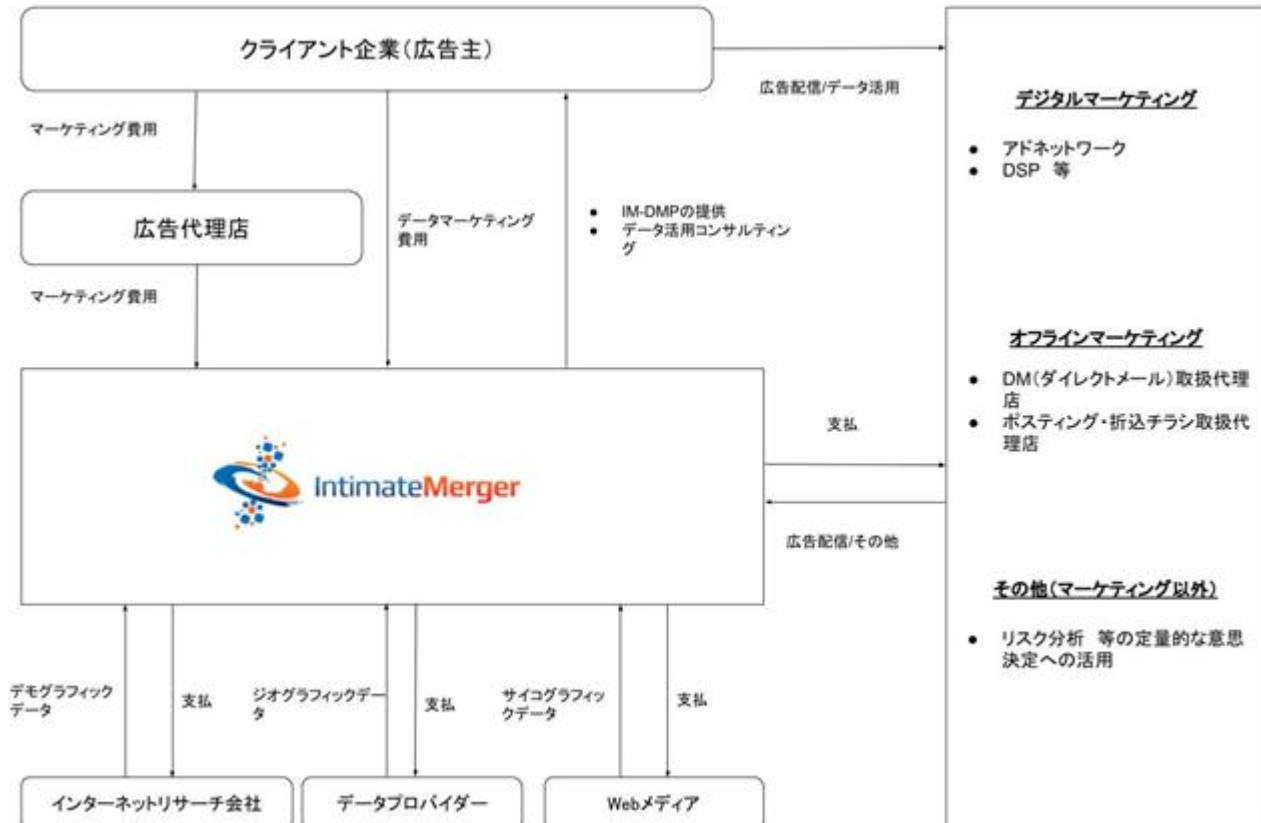 クライアント企業(広告主)
広告配信/データ活用
マーケティング費用
広告代理店
データマーケティング
費用
● IM-DMPの提供
● データ活用コンサルティン
グ
マーケティング費用
IntimateMerger
支払
広告配信/その他
デモグラフィック
データ
支払
ジオグラフィックデー
タ
支払
サイコグラフィッ
クデータ
支払
インターネットリサーチ会社
データプロバイダー
Webメディア
デジタルマーケティング
● アドネットワーク
● DSP 等
オフラインマーケティング
● DM(ダイレクトメール)取扱代理
店
● ポスティング・折込チラシ取扱代
理店
その他(マーケティング以外)
● リスク分析 等の定量的な意思
決定への活用